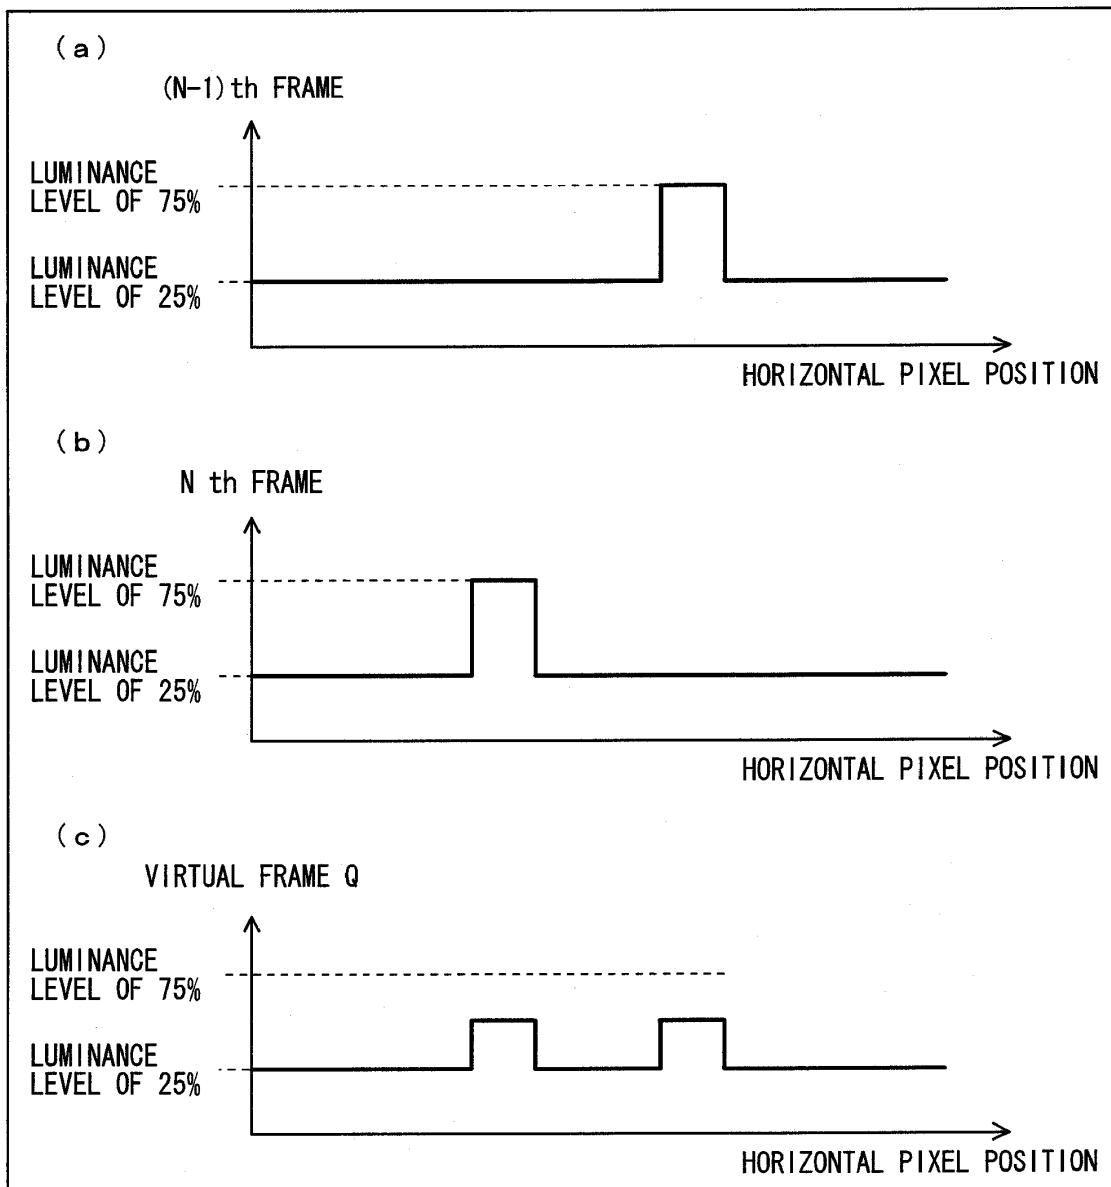 (a)
(N-1)th FRAME
LUMINANCE
LEVEL OF 75%
LUMINANCE
LEVEL OF 25%
HORIZONTAL PIXEL POSITION
(b)
N th FRAME
LUMINANCE
LEVEL OF 75%
LUMINANCE
LEVEL OF 25%
HORIZONTAL PIXEL POSITION
(c)
VIRTUAL FRAME Q
LUMINANCE
LEVEL OF 75%
LUMINANCE
LEVEL OF 25%
HORIZONTAL PIXEL POSITION